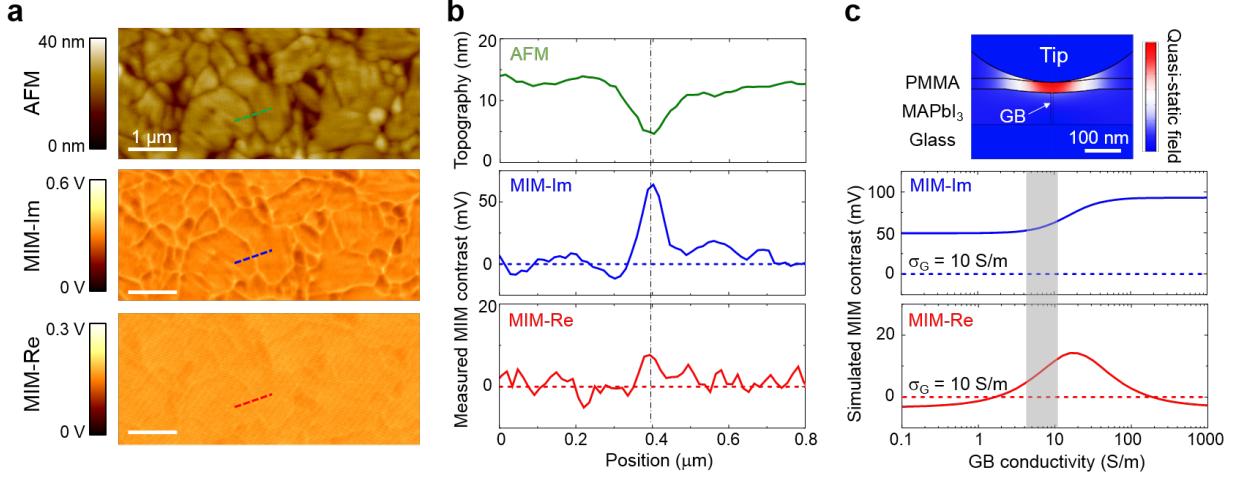 a
AFM
40 nm
0 nm
1 μm
MIM-Im
0.6 V
0 V
MIM-Re
0.3 V
0 V
b
Topography (nm)
20
10
0
AFM
Measured MIM contrast (mV)
50
0
MIM-Im
20
0
MIM-Re
0 0.2 0.4 0.6 0.8
Position (μm)
c
Tip
PMMA
MAPbI₃
Glass
GB
100 nm
Quasi-static field
Simulated MIM contrast (mV)
100
50
0
MIM-Im
σG = 10 S/m
20
0
MIM-Re
σG = 10 S/m
0.1 1 10 100 1000
GB conductivity (S/m)